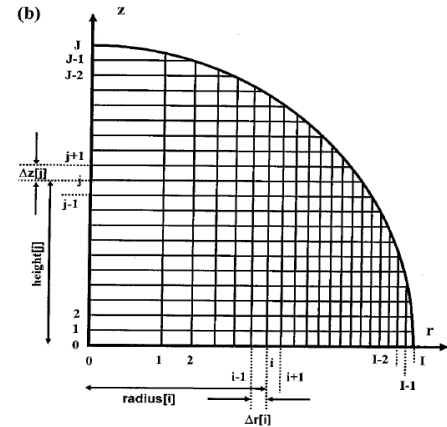 (b)
z
J
J-1
J-2
j+1
Δz[j]
j
j-1
height[j]
2
1
0
r
0
1
2
i-1
i
i+1
I-2
I
I-1
radius[i]
Δr[i]